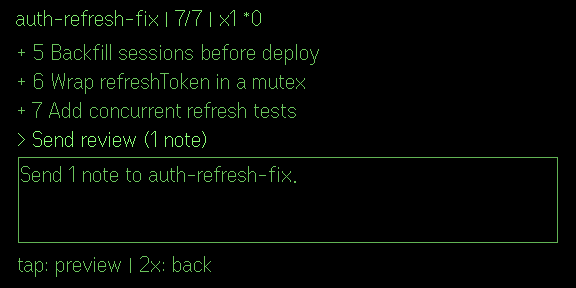 auth-refresh-fix | 7/7 | x1 *0
+ 5 Backfill sessions before deploy
+ 6 Wrap refreshToken in a mutex
+ 7 Add concurrent refresh tests
> Send review (1 note)
Send 1 note to auth-refresh-fix.
tap: preview | 2x: back